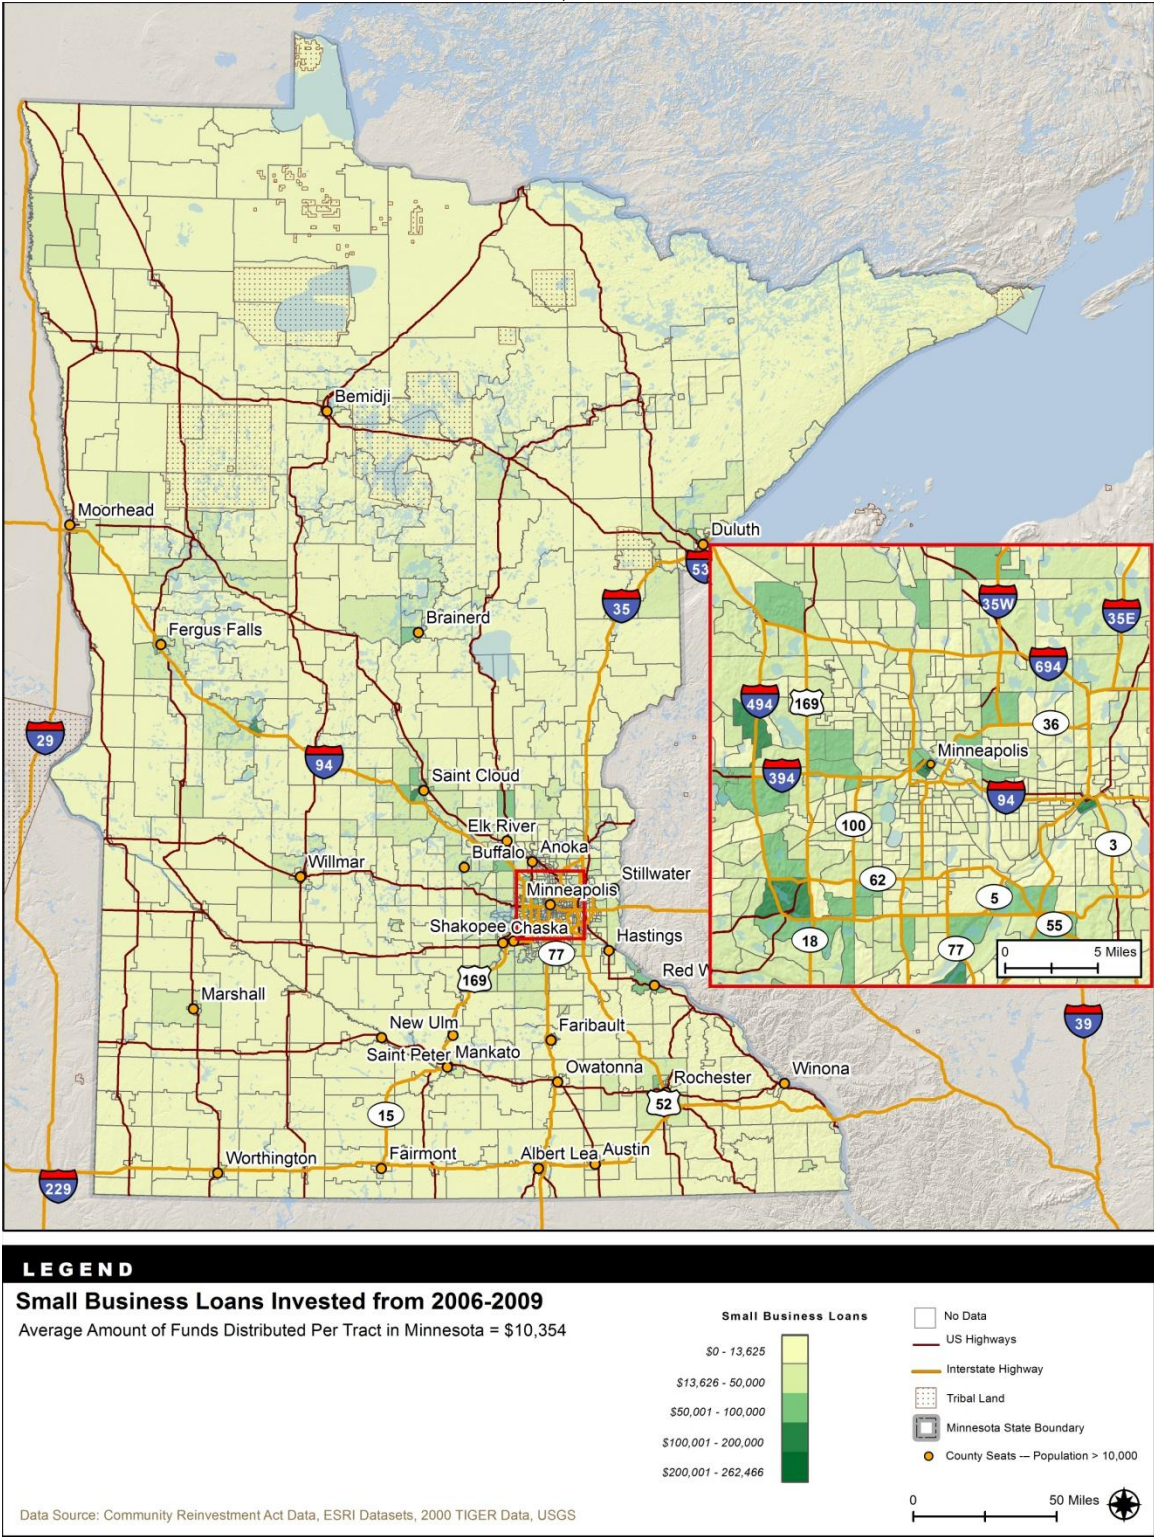 Bemidji
Moorhead
Duluth
53
35
Brainerd
Fergus Falls
29
94
Saint Cloud
Elk River
Buffalo
Anoka
Willmar
Stillwater
Minneapolis
Shakopee
Chaska
Hastings
77
169
Red W
Marshall
New Ulm
Faribault
Saint Peter
Mankato
Owatonna
Rochester
Winona
52
15
Worthington
Fairmont
Albert Lea
Austin
229
39
35W
35E
694
494
169
36
Minneapolis
394
94
100
3
62
5
55
18
77
0 5 Miles
LEGEND
Small Business Loans Invested from 2006-2009
Average Amount of Funds Distributed Per Tract in Minnesota = $10,354
Small Business Loans
$0 - 13,625
$13,626 - 50,000
$50,001 - 100,000
$100,001 - 200,000
$200,001 - 262,466
No Data
US Highways
Interstate Highway
Tribal Land
Minnesota State Boundary
County Seats --- Population > 10,000
0 50 Miles
Data Source: Community Reinvestment Act Data, ESRI Datasets, 2000 TIGER Data, USGS